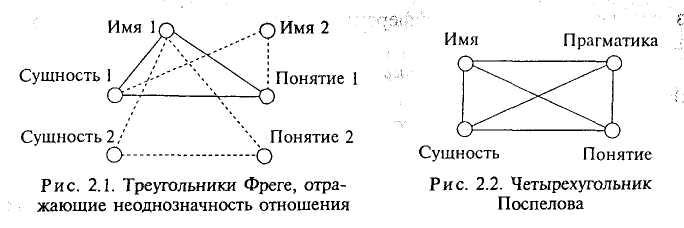 Имя 1
Имя 2
Сущность 1
Понятие 1
Сущность 2
Понятие 2
Рис. 2.1. Треугольники Фреге, отра-
жающие неоднозначность отношения
Имя
Прагматика
Сущность
Понятие
Рис. 2.2. Четырехугольник
Поспелова